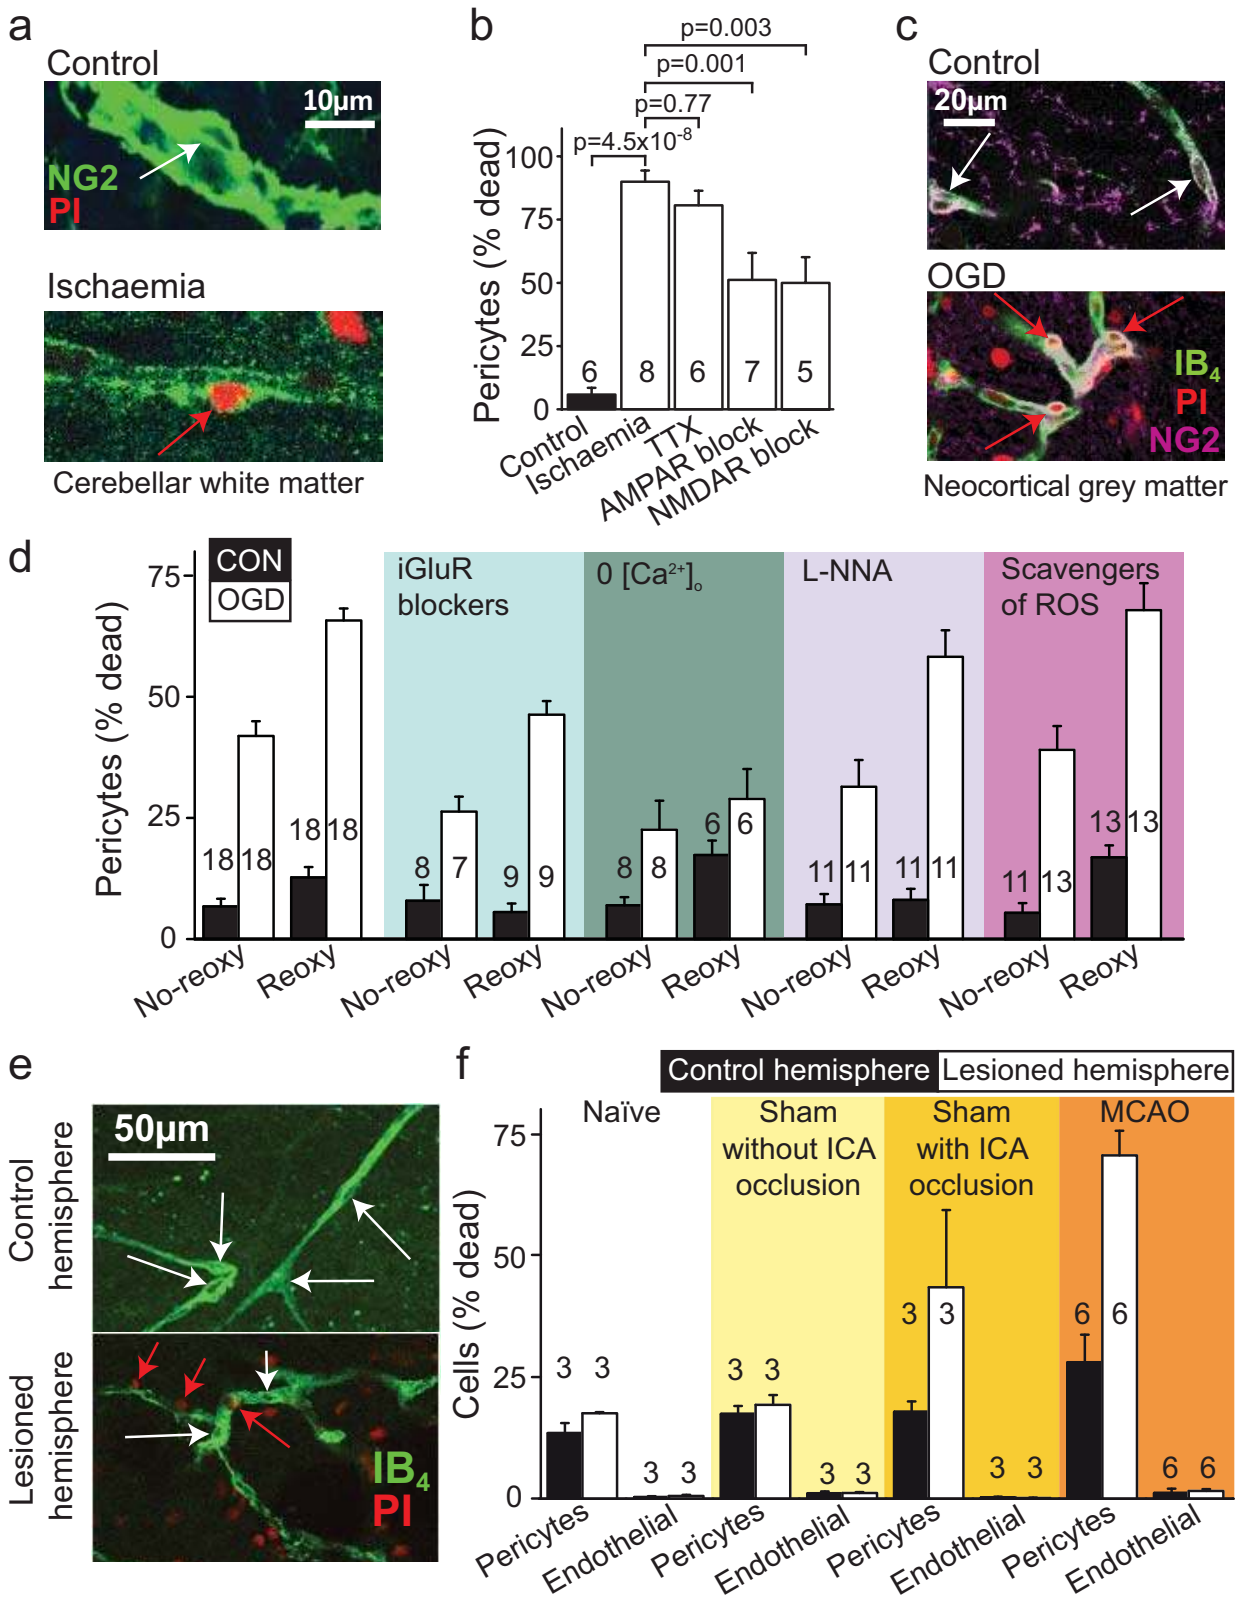 a
Control
10µm
NG2
PI
Ischaemia
Cerebellar white matter
b
p=0.003
p=0.001
p=0.77
p=4.5x10-8
Pericytes (% dead)
100
75
50
25
0
6
8
6
7
5
Control
Ischaemia
TTX
AMPAR block
NMDAR block
c
Control
20µm
OGD
IB4
PI
NG2
Neocortical grey matter
d
CON
OGD
iGluR
blockers
0 [Ca2+]o
L-NNA
Scavengers
of ROS
Pericytes (% dead)
75
50
25
0
18
18
18
18
8
7
9
9
8
8
6
6
11
11
11
11
11
13
13
13
No-reoxy
Reoxy
No-reoxy
Reoxy
No-reoxy
Reoxy
No-reoxy
Reoxy
No-reoxy
Reoxy
e
Control
hemisphere
50µm
Lesioned
hemisphere
IB4
PI
f
Control hemisphere
Lesioned hemisphere
Naïve
Sham
without ICA
occlusion
Sham
with ICA
occlusion
MCAO
Cells (% dead)
75
50
25
0
3
3
3
3
3
3
3
3
3
3
3
3
6
6
6
6
Pericytes
Endothelial
Pericytes
Endothelial
Pericytes
Endothelial
Pericytes
Endothelial